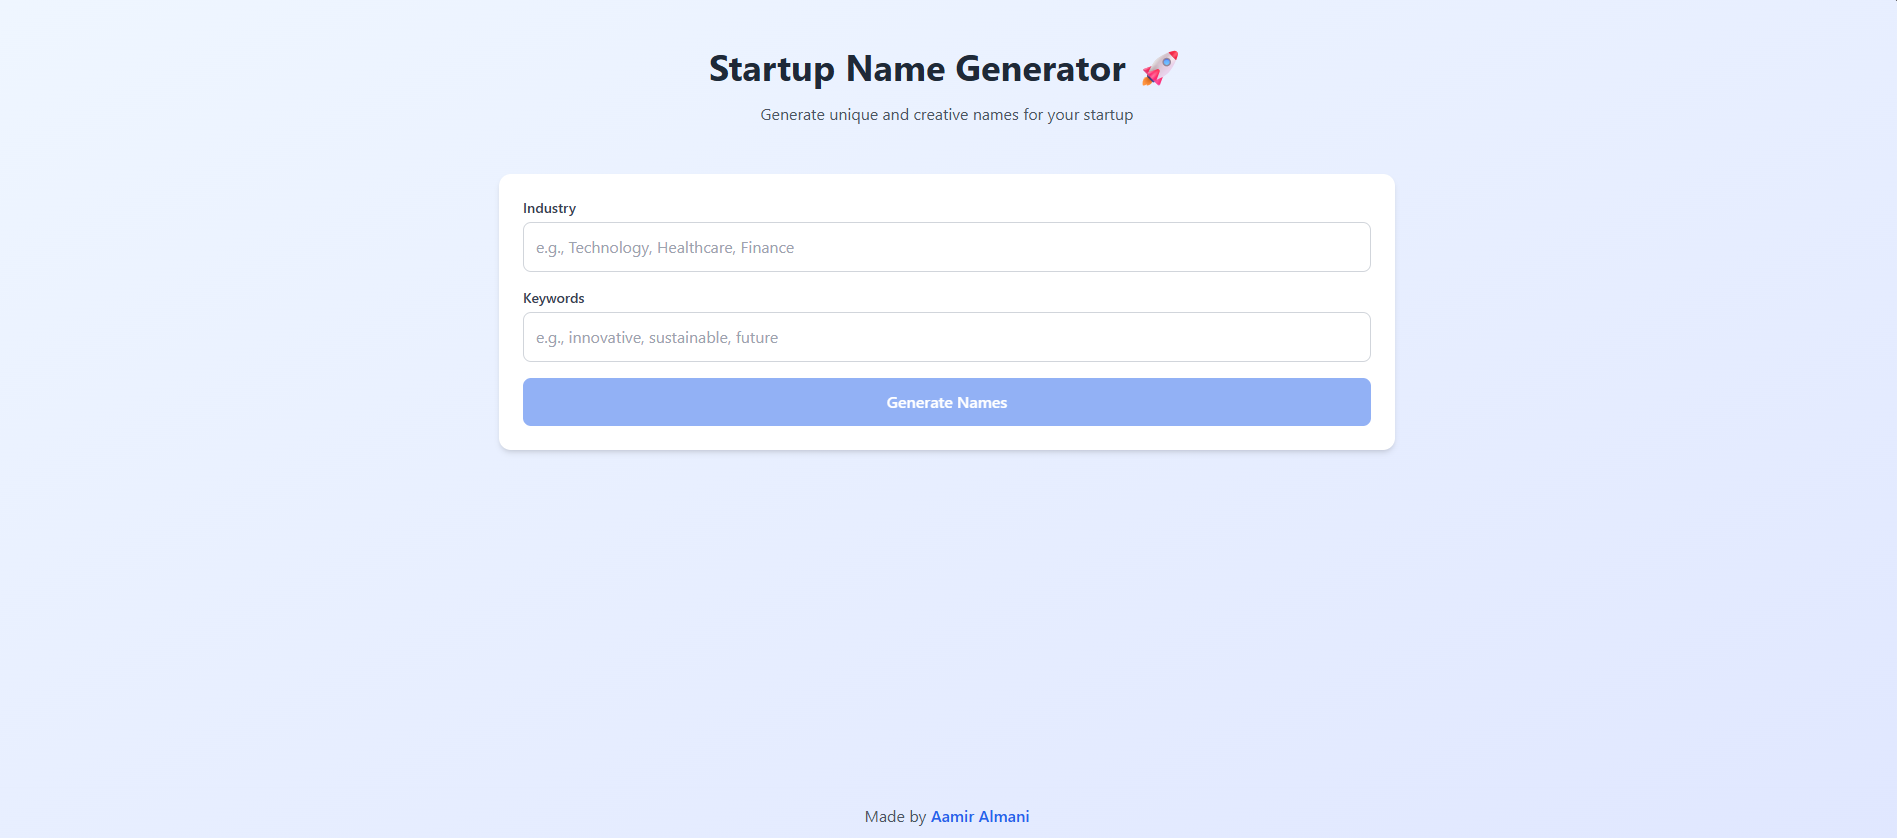 Startup Name Generator 🚀
Generate unique and creative names for your startup
Industry
e.g., Technology, Healthcare, Finance
Keywords
e.g., innovative, sustainable, future
Generate Names
Made by Aamir Almani